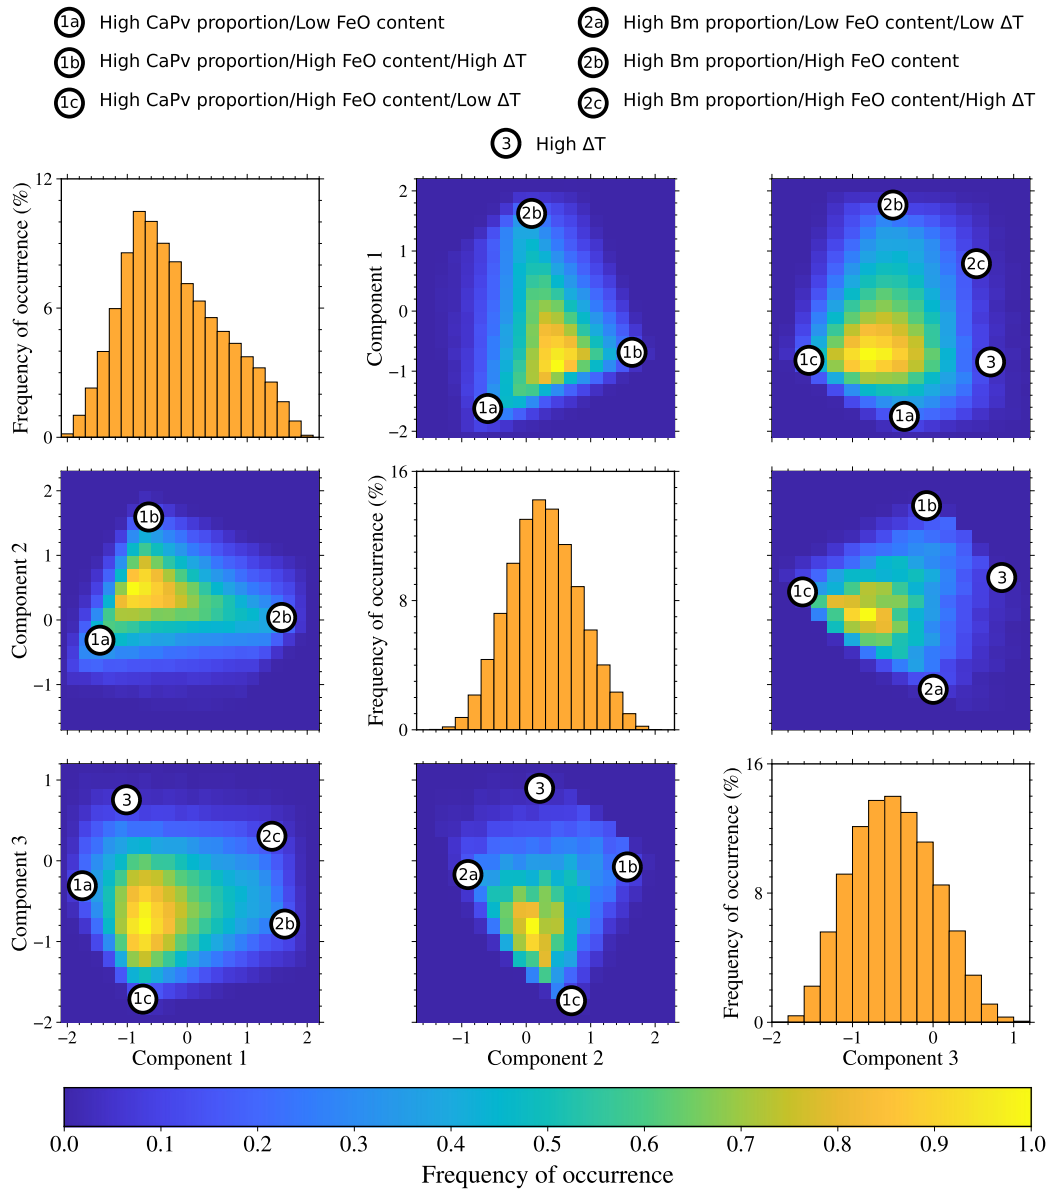 1a High CaPv proportion/Low FeO content
2a High Bm proportion/Low FeO content/Low ΔT
1b High CaPv proportion/High FeO content/High ΔT
2b High Bm proportion/High FeO content
1c High CaPv proportion/High FeO content/Low ΔT
2c High Bm proportion/High FeO content/High ΔT
3 High ΔT
Frequency of occurrence (%)
12
6
0
Component 1
2
1
0
−1
−2
2b
1b
1a
2b
2c
1c
3
1a
Component 2
2
1
0
−1
1b
2b
1a
Frequency of occurrence (%)
16
8
0
1b
3
1c
2a
Component 3
1
0
−1
−2
3
2c
1a
2b
1c
3
2a
1b
1c
Frequency of occurrence (%)
16
8
0
−2 −1 0 1 2
−1 0 1 2
−2 −1 0 1
Component 1
Component 2
Component 3
0.0 0.1 0.2 0.3 0.4 0.5 0.6 0.7 0.8 0.9 1.0
Frequency of occurrence